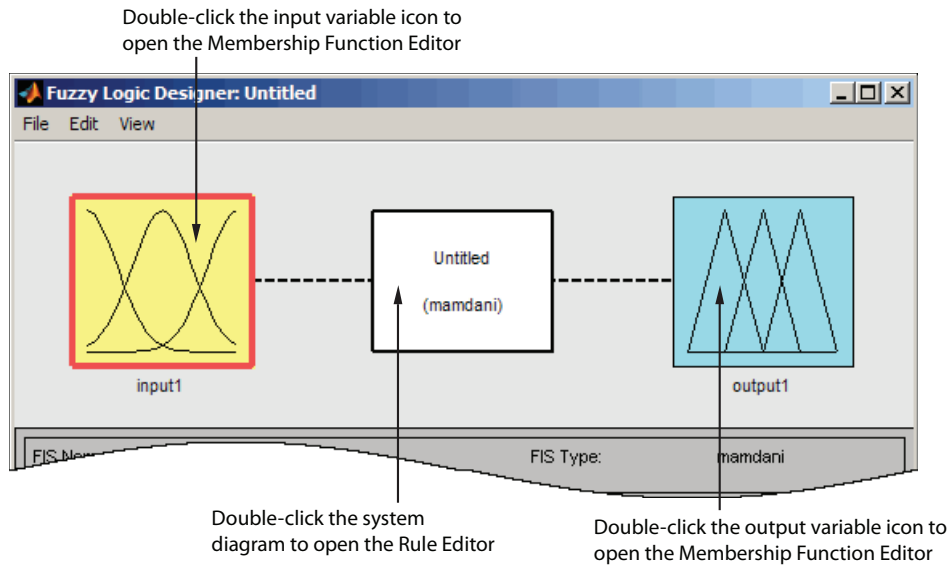 Double-click the input variable icon to
open the Membership Function Editor
Fuzzy Logic Designer: Untitled
File Edit View
Untitled
(mamdani)
input1
output1
FIS Type: mamdani
Double-click the system
diagram to open the Rule Editor
Double-click the output variable icon to
open the Membership Function Editor